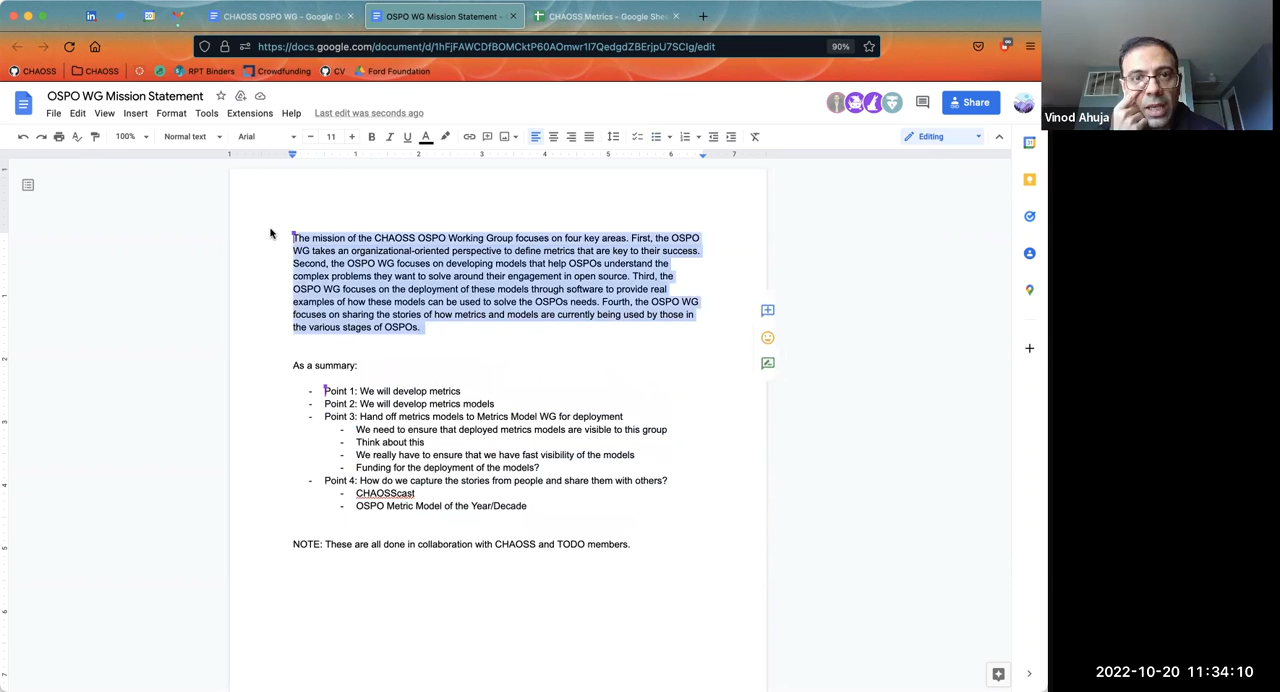 CHAOSS OSPO WG - Google D
OSPO WG Mission Statement -
CHAOSS Metrics - Google She
https://docs.google.com/document/d/1hFjFAWCDfBOMCktP60AOmwr1I7QedgdZBErjpU7SCIg/edit
90%
CHAOSS
CHAOSS
RPT Binders
Crowdfunding
CV
Ford Foundation
Vinod Ahuja
OSPO WG Mission Statement
File Edit View Insert Format Tools Extensions Help Last edit was seconds ago
Share
100% Normal text Arial 11 Editing
1 1 2 3 4 5 6 7
The mission of the CHAOSS OSPO Working Group focuses on four key areas. First, the OSPO
WG takes an organizational-oriented perspective to define metrics that are key to their success.
Second, the OSPO WG focuses on developing models that help OSPOs understand the
complex problems they want to solve around their engagement in open source. Third, the
OSPO WG focuses on the deployment of these models through software to provide real
examples of how these models can be used to solve the OSPOs needs. Fourth, the OSPO WG
focuses on sharing the stories of how metrics and models are currently being used by those in
the various stages of OSPOs.
As a summary:
- Point 1: We will develop metrics
- Point 2: We will develop metrics models
- Point 3: Hand off metrics models to Metrics Model WG for deployment
- We need to ensure that deployed metrics models are visible to this group
- Think about this
- We really have to ensure that we have fast visibility of the models
- Funding for the deployment of the models?
- Point 4: How do we capture the stories from people and share them with others?
- CHAOSScast
- OSPO Metric Model of the Year/Decade
NOTE: These are all done in collaboration with CHAOSS and TODO members.
2022-10-20 11:34:10